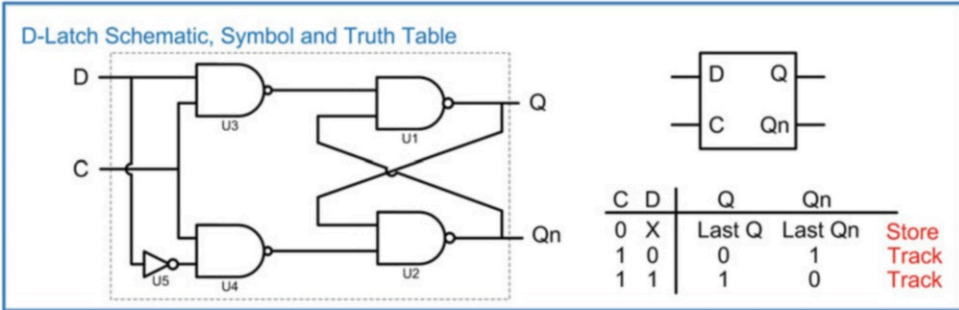 D-Latch Schematic, Symbol and Truth Table
D
U3
U1
Q
C
U5
U4
U2
Qn
D Q
C Qn
C D Q Qn
0 X Last Q Last Qn Store
1 0 0 1 Track
1 1 1 0 Track